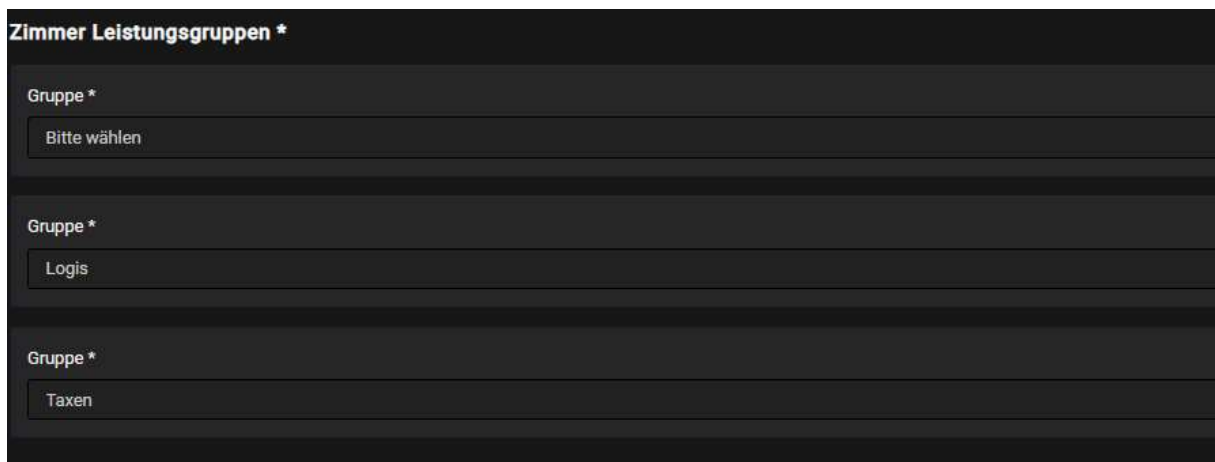 Zimmer Leistungsgruppen *
Gruppe *
Bitte wählen
Gruppe *
Logis
Gruppe *
Taxen